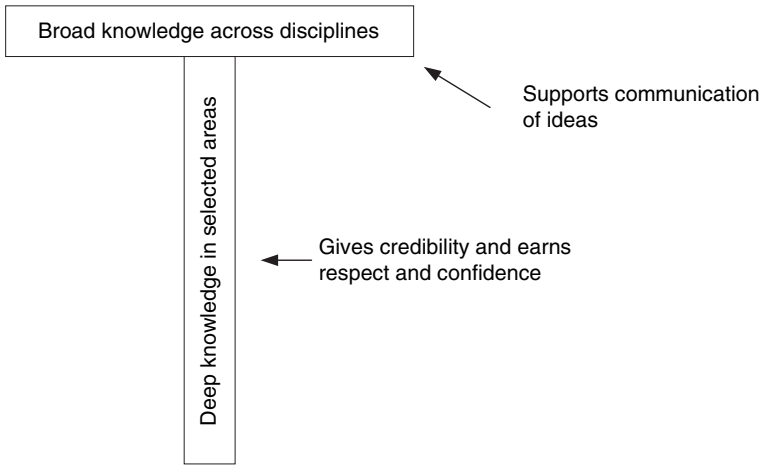 Broad knowledge across disciplines
Supports communication
of ideas
Deep knowledge in selected areas
Gives credibility and earns
respect and confidence